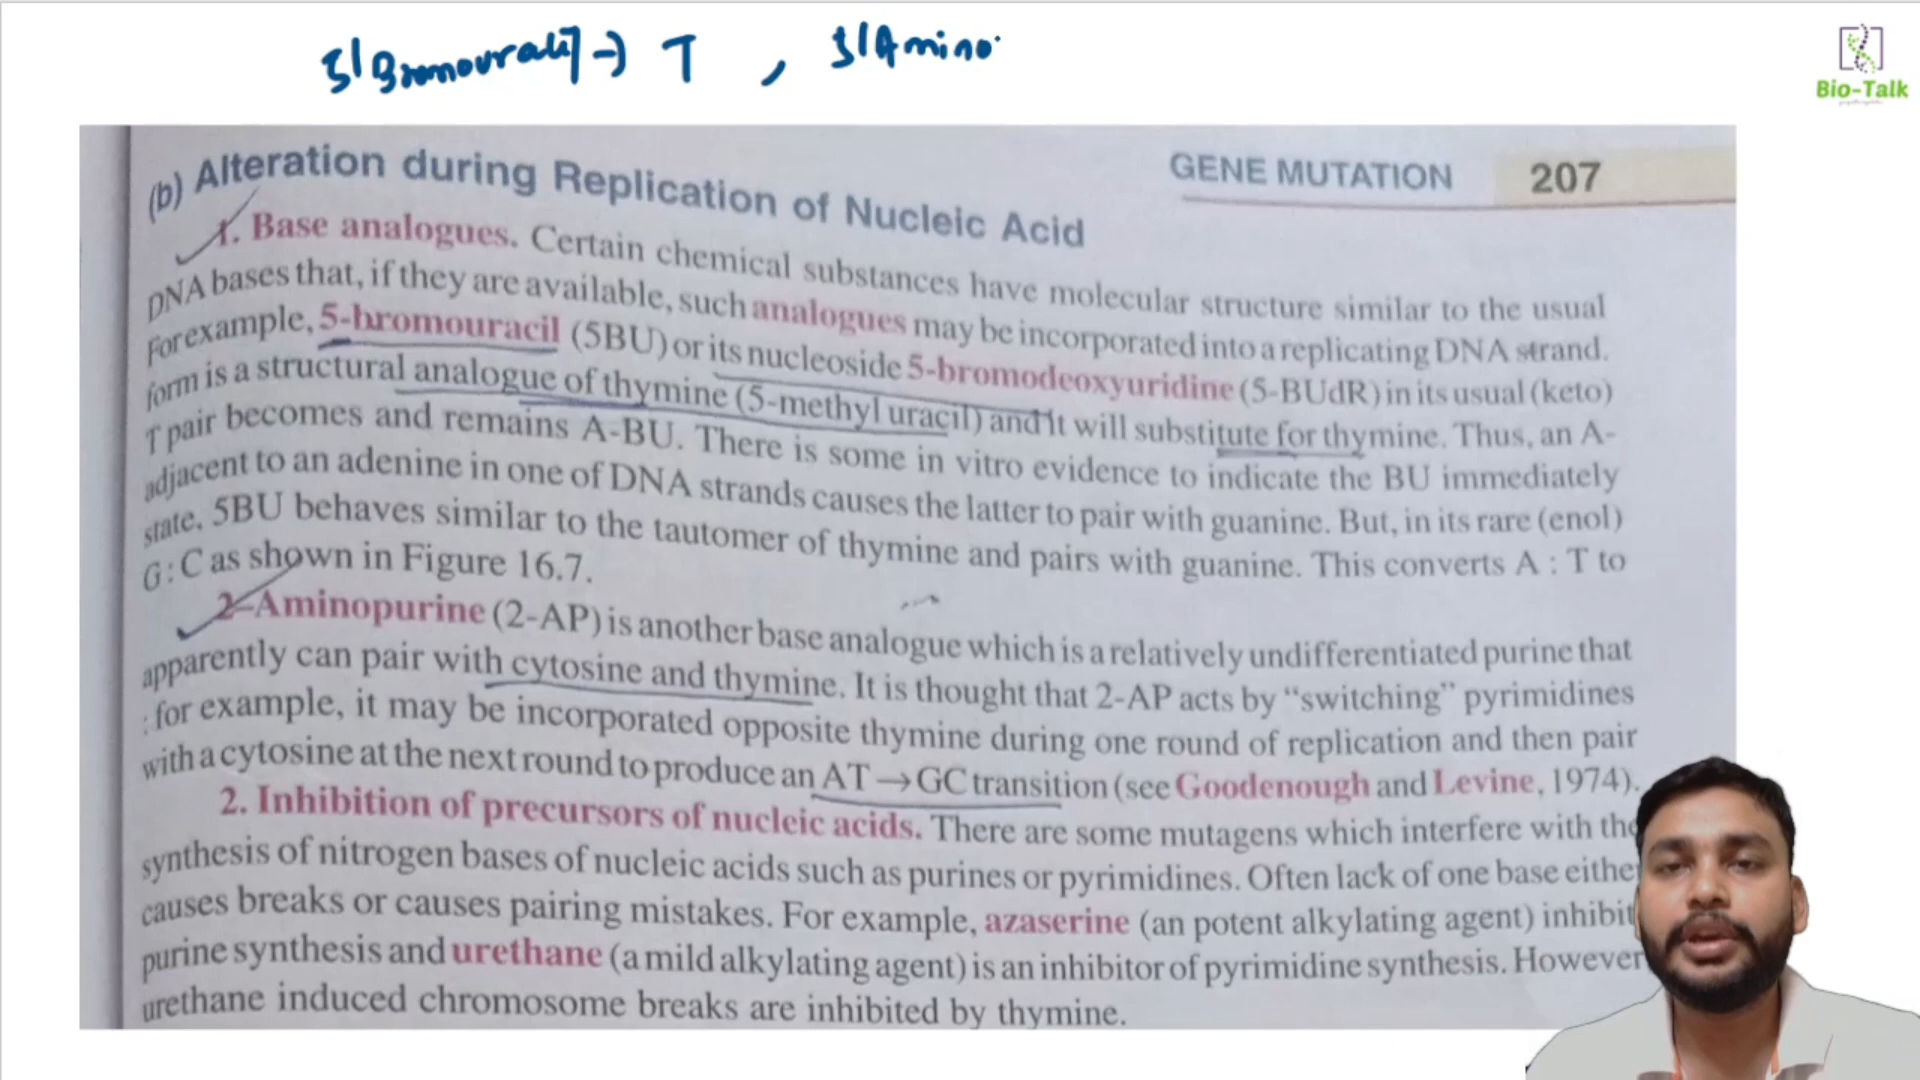 5'Bromouracil → T , 5'Amino
Bio-Talk
GENE MUTATION 207
(b) Alteration during Replication of Nucleic Acid
1. Base analogues. Certain chemical substances have molecular structure similar to the usual
DNA bases that, if they are available, such analogues may be incorporated into a replicating DNA strand.
For example, 5-bromouracil (5BU) or its nucleoside 5-bromodeoxyuridine (5-BUdR) in its usual (keto)
form is a structural analogue of thymine (5-methyl uracil) and it will substitute for thymine. Thus, an A-
T pair becomes and remains A-BU. There is some in vitro evidence to indicate the BU immediately
adjacent to an adenine in one of DNA strands causes the latter to pair with guanine. But, in its rare (enol)
state, 5BU behaves similar to the tautomer of thymine and pairs with guanine. This converts A : T to
G : C as shown in Figure 16.7.
2-Aminopurine (2-AP) is another base analogue which is a relatively undifferentiated purine that
apparently can pair with cytosine and thymine. It is thought that 2-AP acts by “switching” pyrimidines
: for example, it may be incorporated opposite thymine during one round of replication and then pair
with a cytosine at the next round to produce an AT → GC transition (see Goodenough and Levine, 1974).
2. Inhibition of precursors of nucleic acids. There are some mutagens which interfere with the
synthesis of nitrogen bases of nucleic acids such as purines or pyrimidines. Often lack of one base either
causes breaks or causes pairing mistakes. For example, azaserine (an potent alkylating agent) inhibit
purine synthesis and urethane (a mild alkylating agent) is an inhibitor of pyrimidine synthesis. However
urethane induced chromosome breaks are inhibited by thymine.